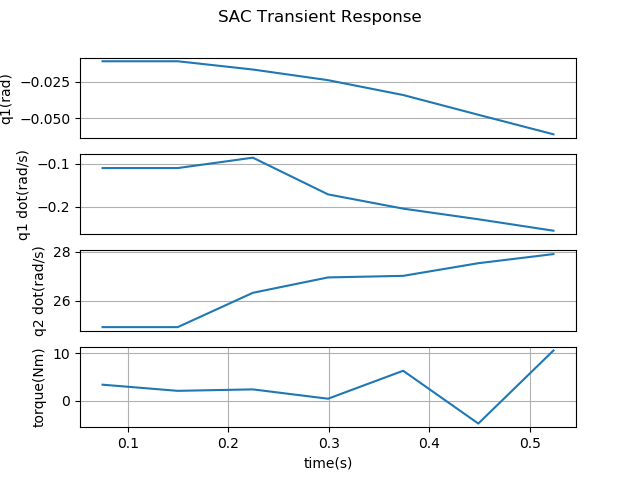 SAC Transient Response
q1(rad)
−0.025
−0.050
q1 dot(rad/s)
−0.1
−0.2
q2 dot(rad/s)
28
26
torque(Nm)
10
0
0.1 0.2 0.3 0.4 0.5
time(s)